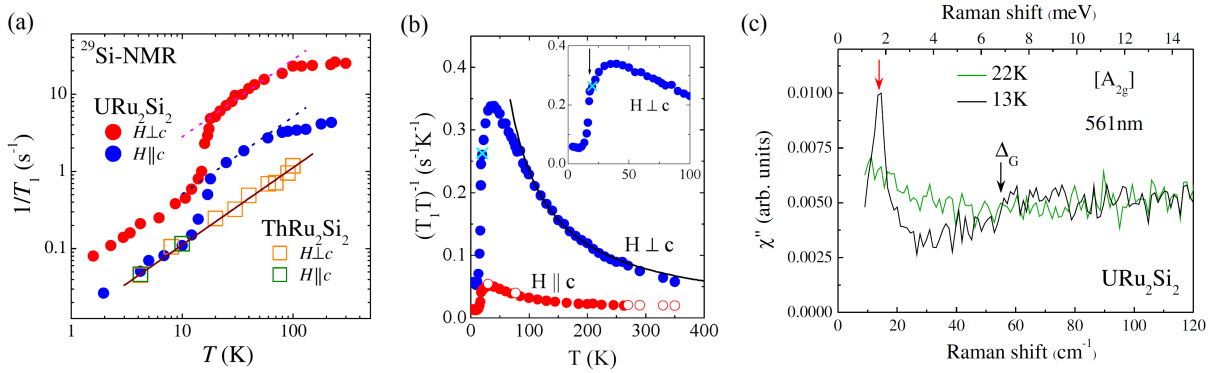 (a)
²⁹Si-NMR
URu₂Si₂
H⊥c
H∥c
ThRu₂Si₂
H⊥c
H∥c
1/T₁ (s⁻¹)
10
1
0.1
1
10
100
T (K)
(b)
(T₁T)⁻¹ (s⁻¹K⁻¹)
0.4
0.3
0.2
0.1
0.0
0
100
200
300
400
T (K)
H ⊥ c
H ∥ c
0.4
0.2
0.0
0
50
100
H ⊥ c
(c)
Raman shift (meV)
0 2 4 6 8 10 12 14
22K
13K
[A₂g]
561nm
Δ_G
URu₂Si₂
χ'' (arb. units)
0.0100
0.0075
0.0050
0.0025
0.0000
0 20 40 60 80 100 120
Raman shift (cm⁻¹)